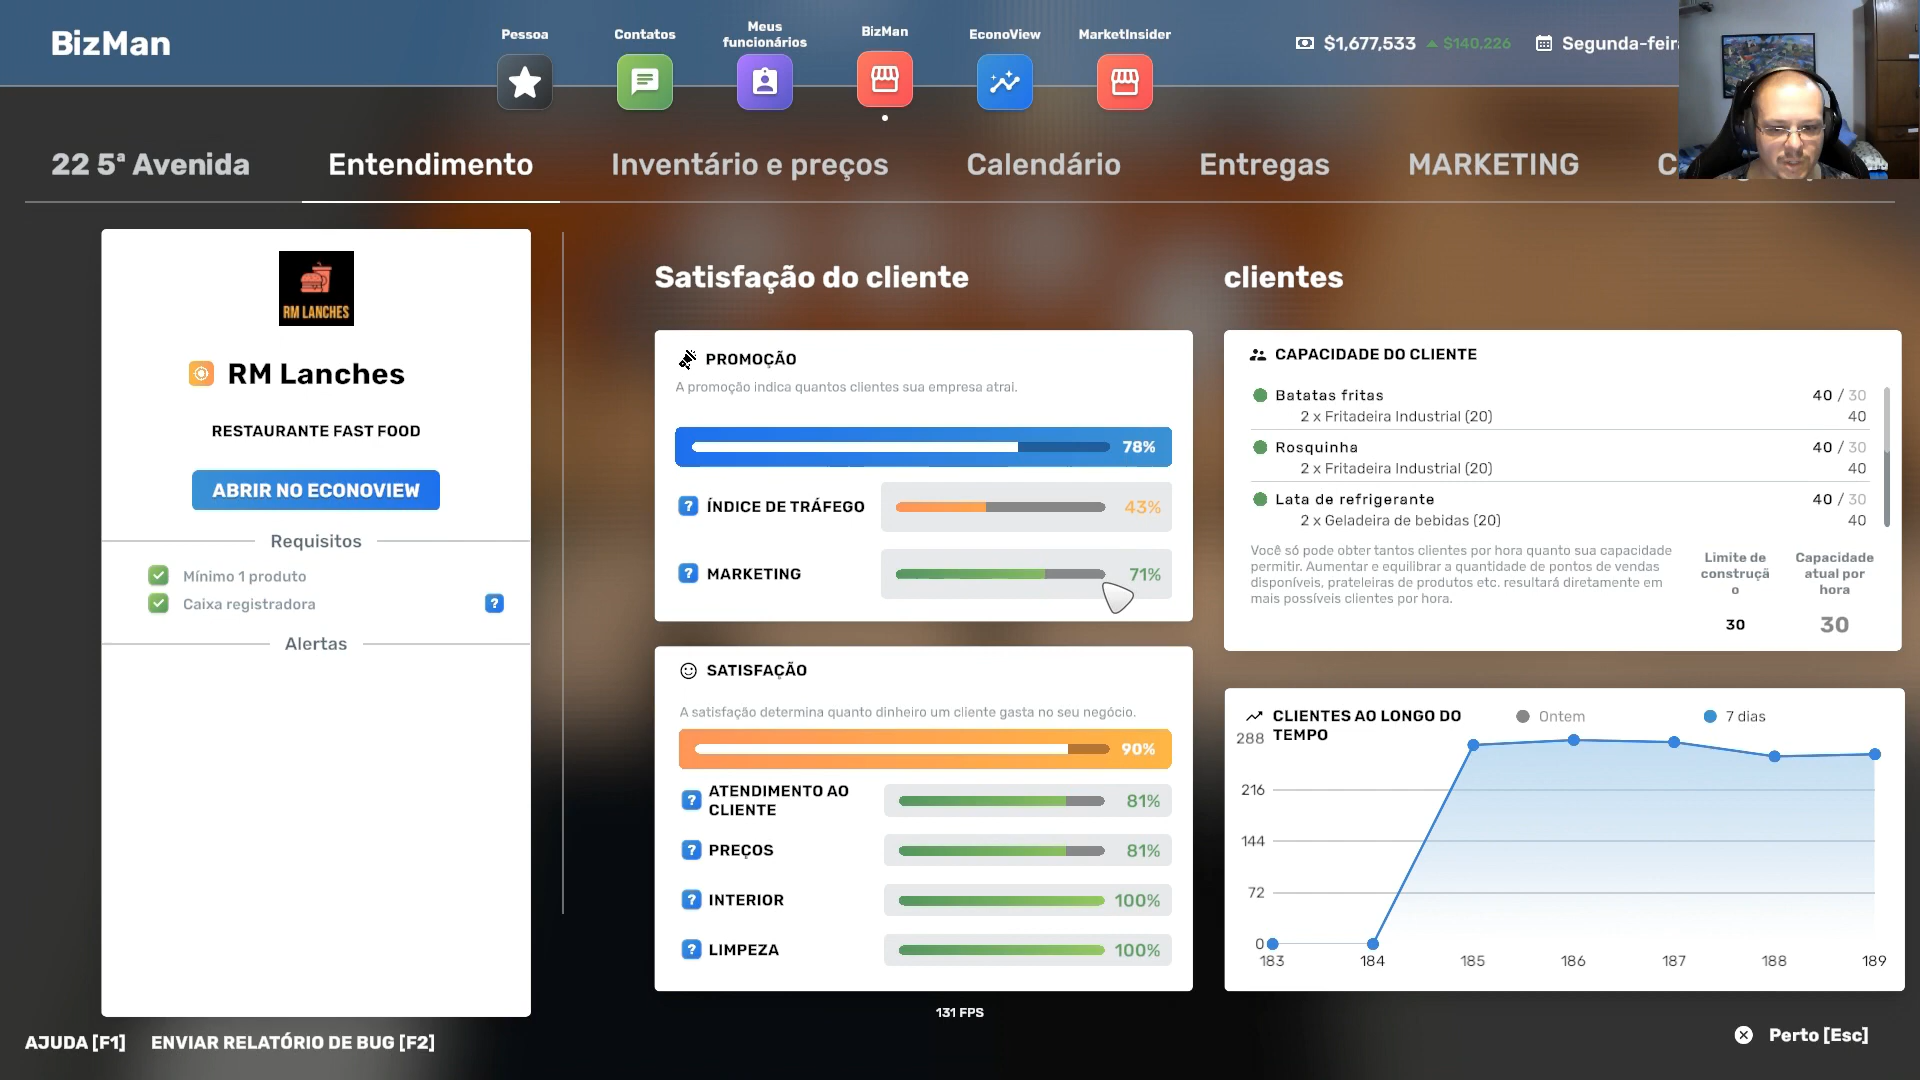 BizMan
Pessoa
Contatos
Meus
funcionários
BizMan
EconoView
MarketInsider
$1,677,533
$140,226
22 5ª Avenida
Entendimento
Inventário e preços
Calendário
Entregas
MARKETING
RM LANCHES
RM Lanches
RESTAURANTE FAST FOOD
ABRIR NO ECONOVIEW
Requisitos
Mínimo 1 produto
Caixa registradora
?
Alertas
Satisfação do cliente
PROMOÇÃO
A promoção indica quantos clientes sua empresa atrai.
78%
? ÍNDICE DE TRÁFEGO 43%
? MARKETING 71%
SATISFAÇÃO
A satisfação determina quanto dinheiro um cliente gasta no seu negócio.
90%
? ATENDIMENTO AO
CLIENTE 81%
? PREÇOS 81%
? INTERIOR 100%
? LIMPEZA 100%
clientes
CAPACIDADE DO CLIENTE
Batatas fritas 40 / 30
2 x Fritadeira Industrial (20) 40
Rosquinha 40 / 30
2 x Fritadeira Industrial (20) 40
Lata de refrigerante 40 / 30
2 x Geladeira de bebidas (20) 40
Você só pode obter tantos clientes por hora quanto sua capacidade
permitir. Aumentar e equilibrar a quantidade de pontos de vendas
disponíveis, prateleiras de produtos etc. resultará diretamente em
mais possíveis clientes por hora.
Limite de
construçã
o
30
Capacidade
atual por
hora
30
CLIENTES AO LONGO DO
TEMPO
Ontem
7 dias
288
216
144
72
0
183 184 185 186 187 188 189
131 FPS
AJUDA [F1]
ENVIAR RELATÓRIO DE BUG [F2]
Perto [Esc]